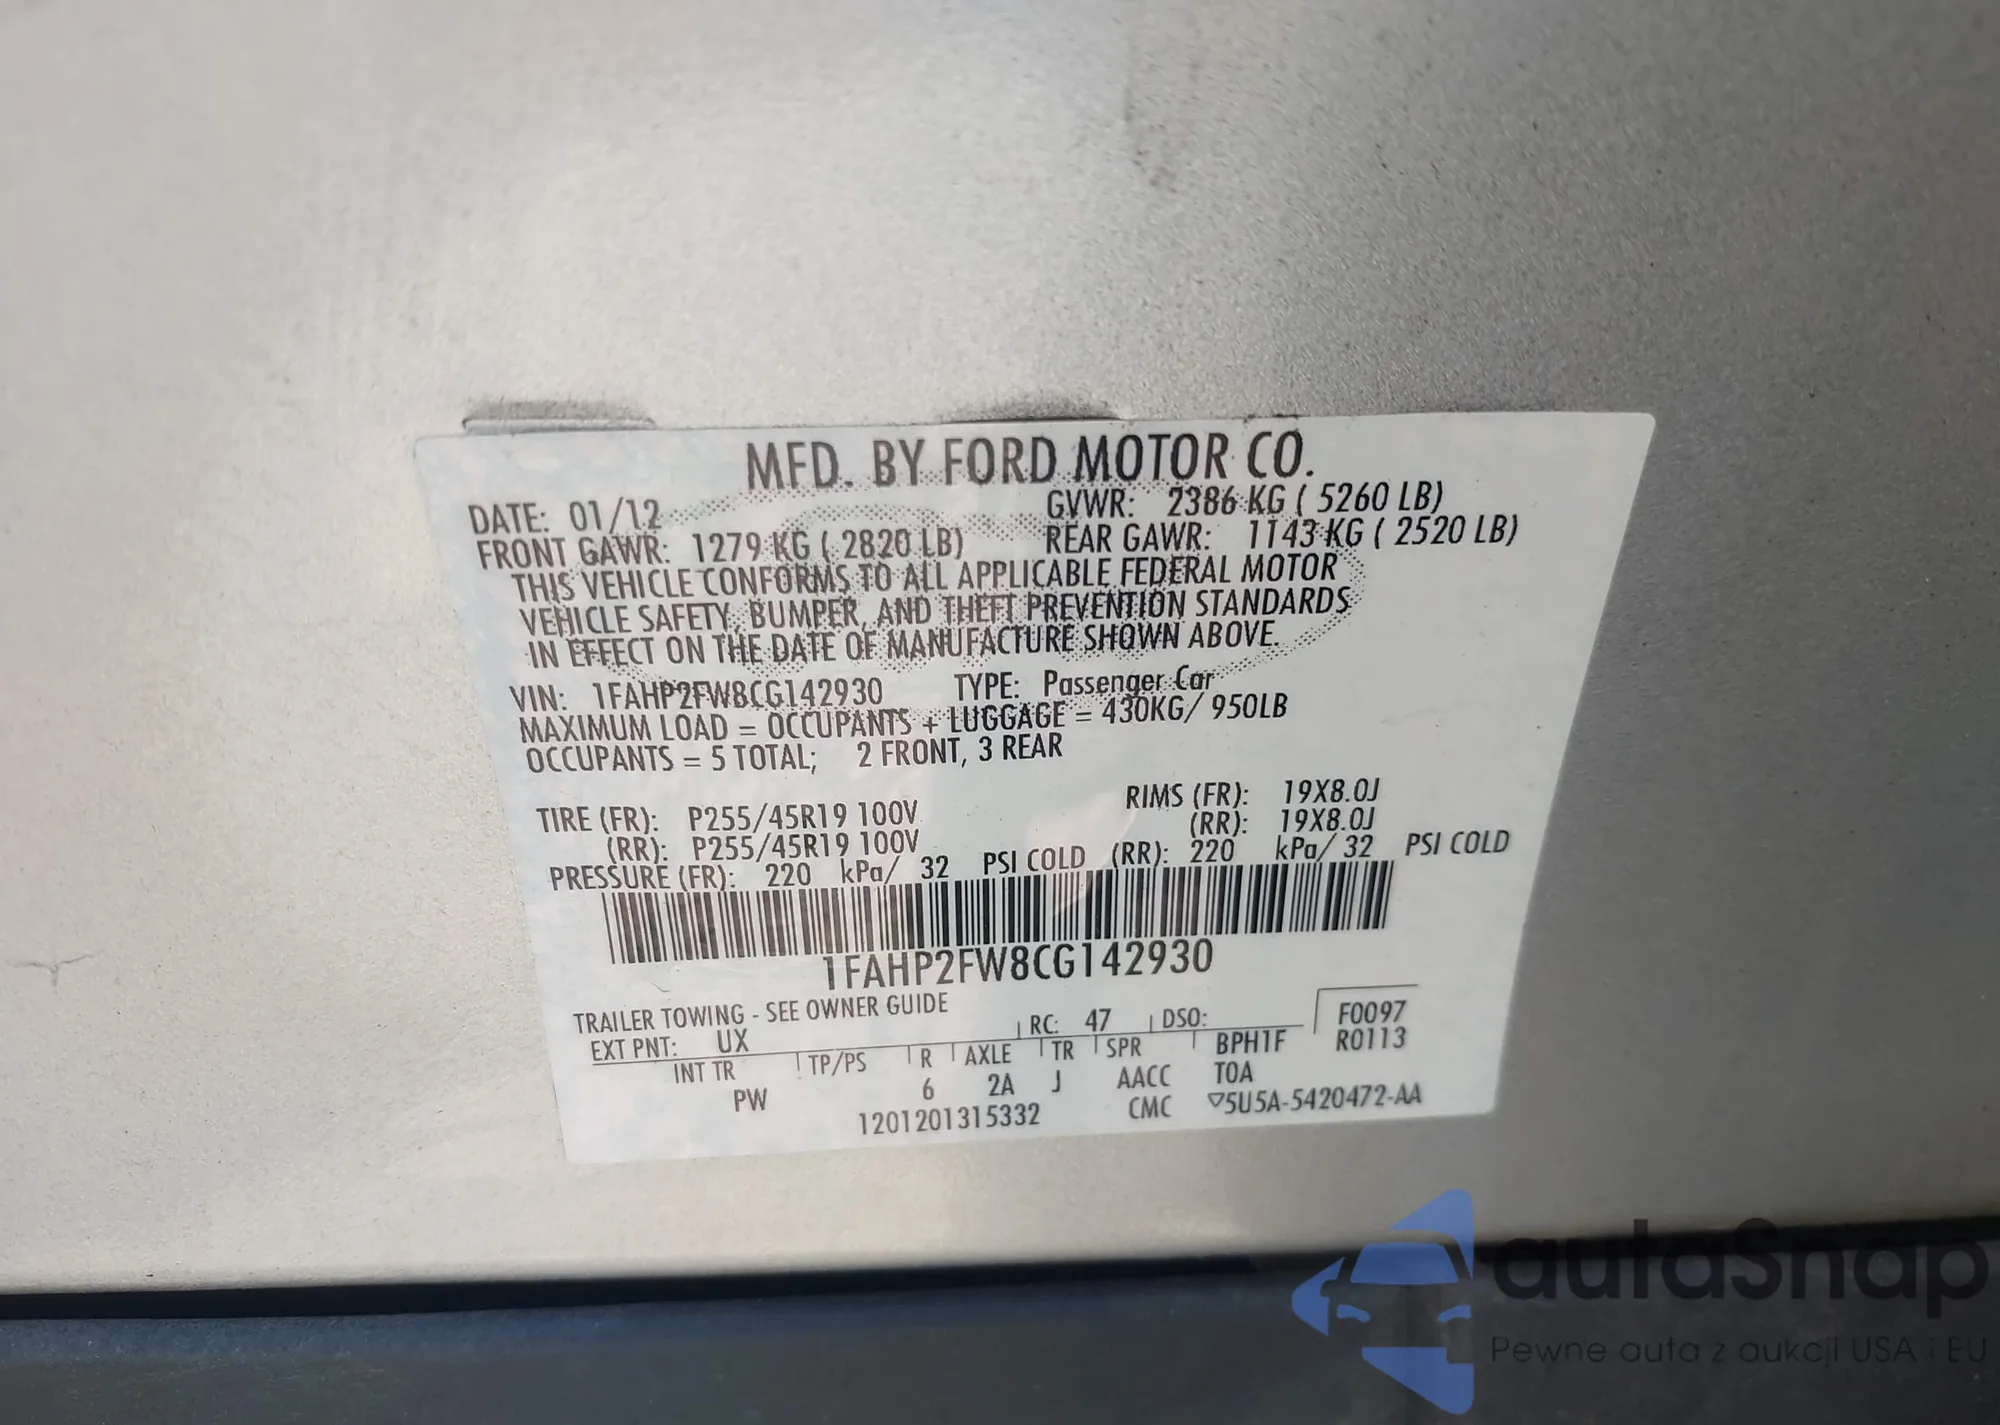 MFD. BY FORD MOTOR CO.
DATE: 01/12 GVWR: 2386 KG ( 5260 LB)
FRONT GAWR: 1279 KG ( 2820 LB) REAR GAWR: 1143 KG ( 2520 LB)
THIS VEHICLE CONFORMS TO ALL APPLICABLE FEDERAL MOTOR
VEHICLE SAFETY, BUMPER, AND THEFT PREVENTION STANDARDS
IN EFFECT ON THE DATE OF MANUFACTURE SHOWN ABOVE.
VIN: 1FAHP2FW8CG142930 TYPE: Passenger Car
MAXIMUM LOAD = OCCUPANTS + LUGGAGE = 430KG/ 950LB
OCCUPANTS = 5 TOTAL; 2 FRONT, 3 REAR
TIRE (FR): P255/45R19 100V RIMS (FR): 19X8.0J
(RR): P255/45R19 100V (RR): 19X8.0J
PRESSURE (FR): 220 kPa/ 32 PSI COLD (RR): 220 kPa/ 32 PSI COLD
1FAHP2FW8CG142930
TRAILER TOWING - SEE OWNER GUIDE
EXT PNT: UX RC: 47 DSO: F0097
INT TR TP/PS R AXLE TR SPR BPH1F R0113
PW 6 2A J AACC TOA
1201201315332 CMC ▽5U5A-5420472-AA
autoSnap
Pewne auta z aukcji USA i EU